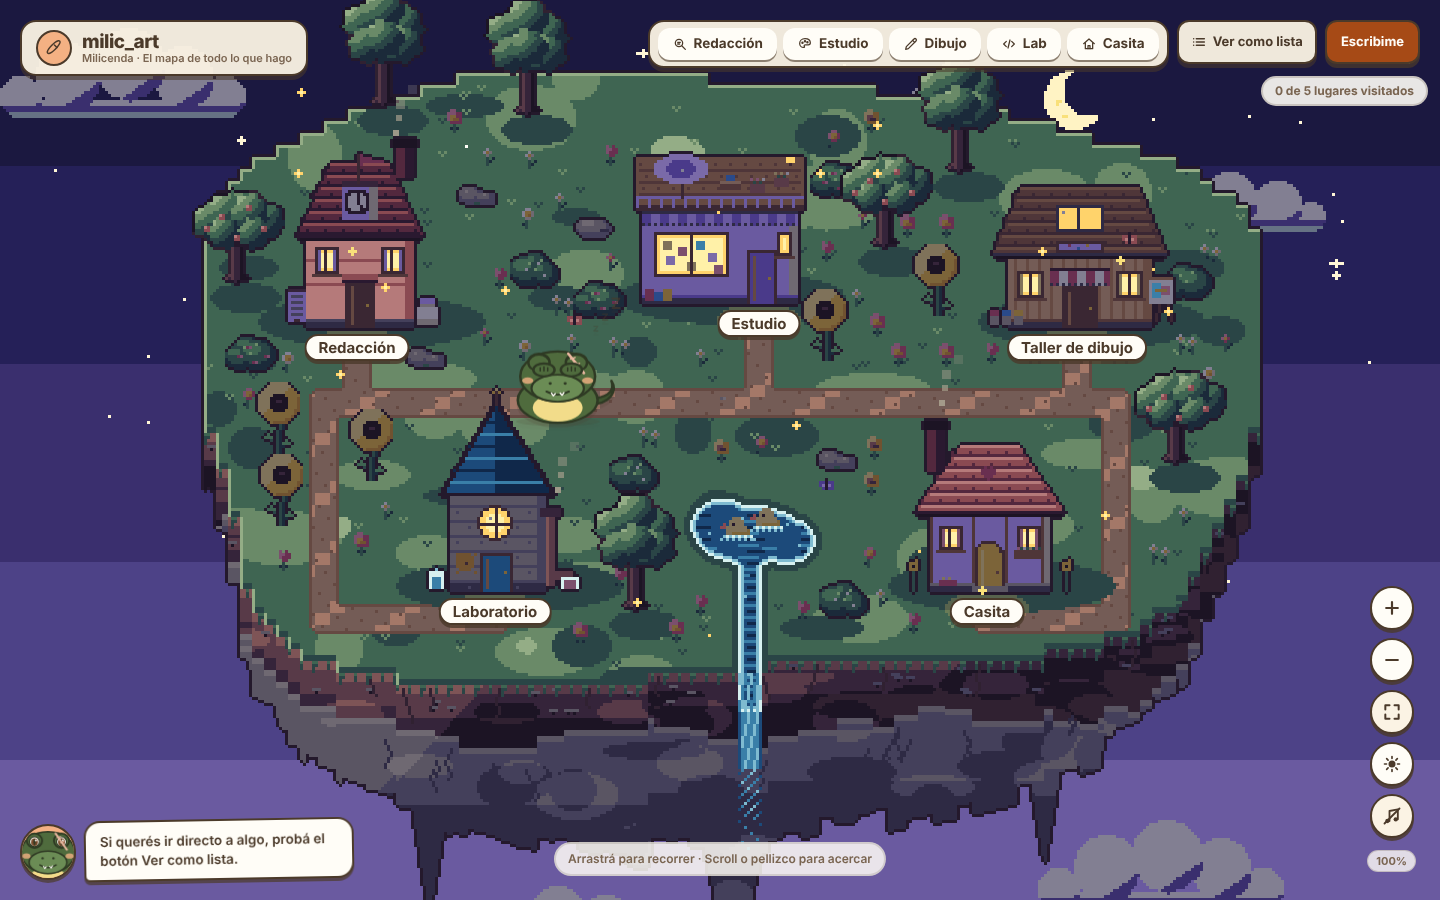 milic_art
Milicenda · El mapa de todo lo que hago
Redacción
Estudio
Dibujo
Lab
Casita
Ver como lista
Escribime
0 de 5 lugares visitados
Estudio
Redacción
Taller de dibujo
Laboratorio
Casita
Si querés ir directo a algo, probá el
botón Ver como lista.
Arrastrá para recorrer · Scroll o pellizco para acercar
100%